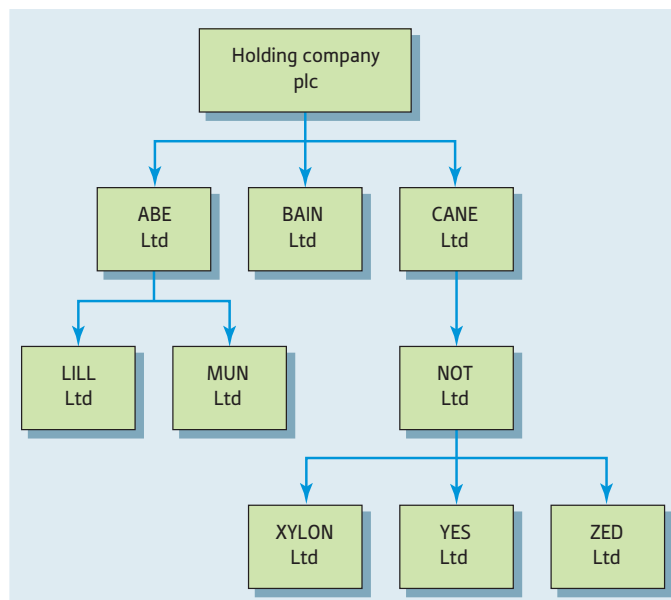 Holding company
plc
ABE
Ltd
BAIN
Ltd
CANE
Ltd
LILL
Ltd
MUN
Ltd
NOT
Ltd
XYLON
Ltd
YES
Ltd
ZED
Ltd